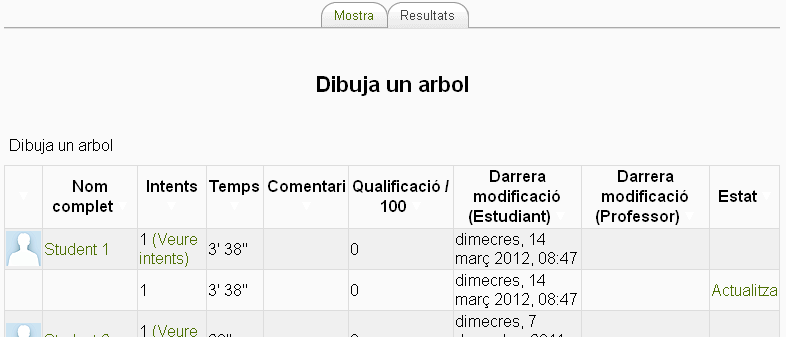 Mostra Resultats
Dibuja un arbol
Dibuja un arbol
Nom complet Intents Temps Comentari Qualificació / 100 Darrera modificació (Estudiant) Darrera modificació (Professor) Estat
Student 1 1 (Veure intents) 3' 38" 0 dimecres, 14 març 2012, 08:47
1 3' 38" 0 dimecres, 14 març 2012, 08:47 Actualitza
1 (Veure dimecres, 7